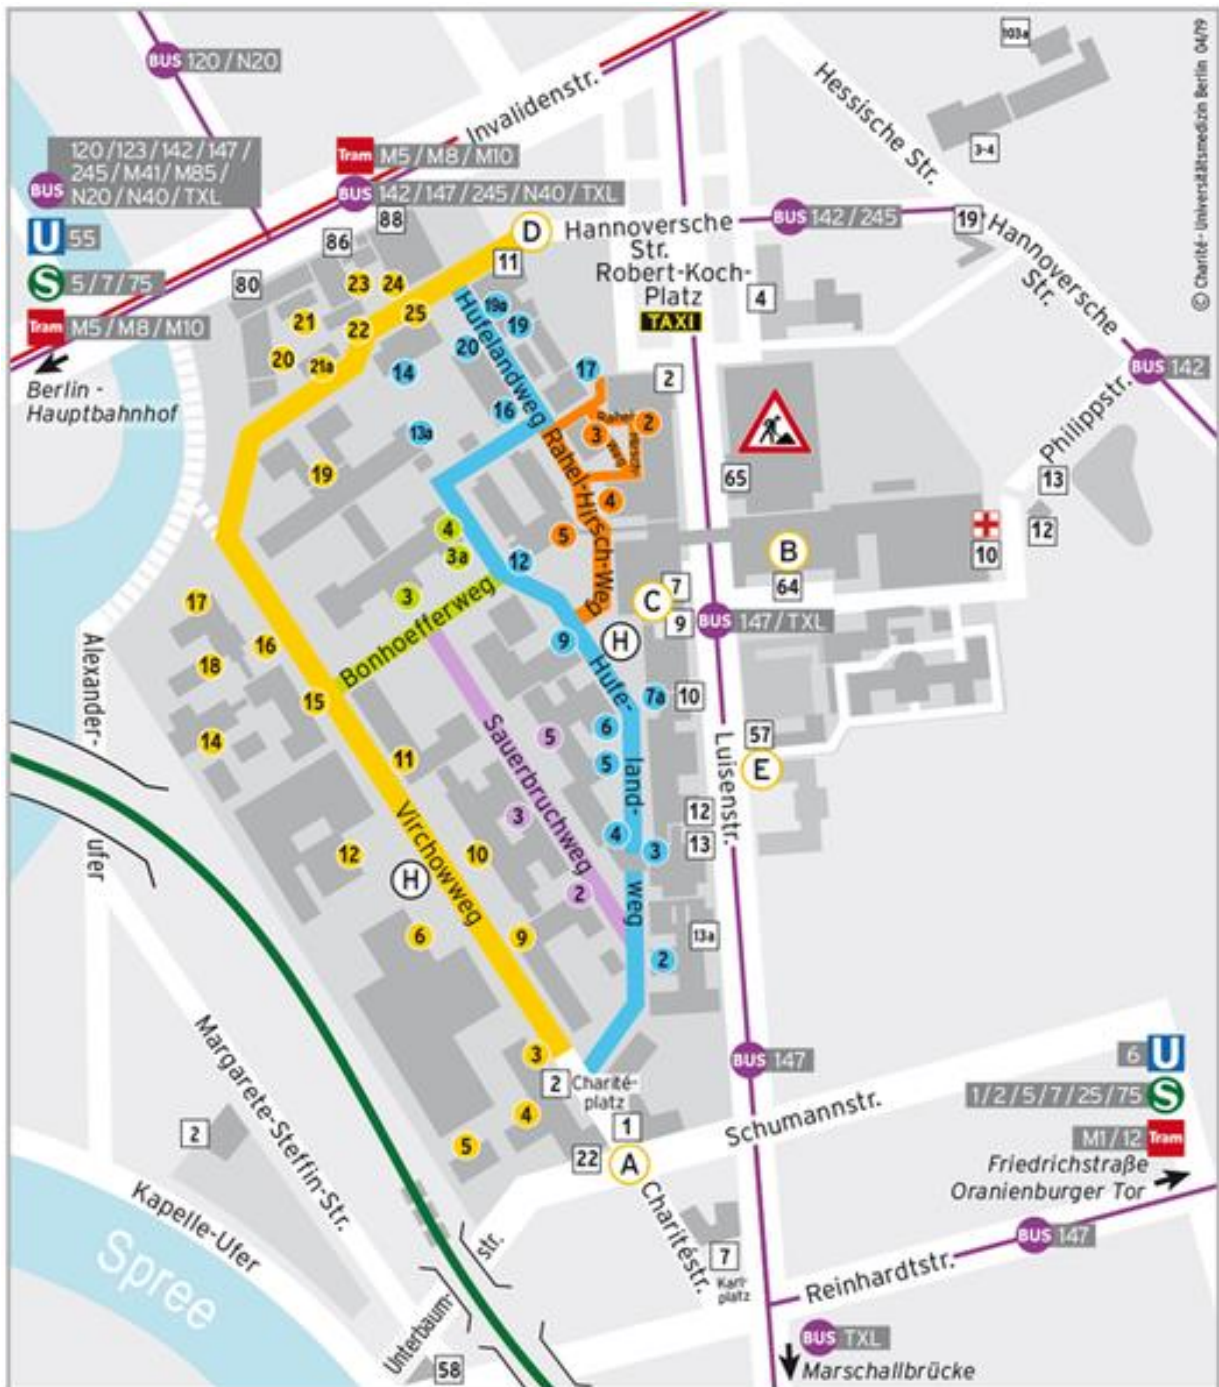 © Charité - Universitätsmedizin Berlin 04/19
BUS 120 / N20
Invalidenstr.
Hessische Str.
103a
3-4
120 / 123 / 142 / 147 /
245 / M41 / M85 /
N20 / N40 / TXL
BUS
U 55
S 5 / 7 / 75
Tram M5 / M8 / M10
Berlin -
Hauptbahnhof
Tram M5 / M8 / M10
BUS 142 / 147 / 245 / N40 / TXL
88
86
80
D
11
Hannoversche
Str.
BUS 142 / 245
19
Hannoversche
Str.
Robert-Koch-
Platz
TAXI
4
BUS 142
Philippstr.
13
12
10
23
24
25
22
21
20
21a
19
14
13a
Hufelandweg
19a
19
20
17
16
2
Rahel-
Hirsch-
Weg
3
2
Rahel-Hirsch-Weg
4
5
65
B
64
C
7
9
BUS 147 / TXL
H
4
3a
3
12
Bonhoefferweg
17
16
18
15
14
Alexander-
ufer
9
Hufe-
land-
weg
7a
10
6
5
4
3
2
12
13
13a
57
E
Luisenstr.
Sauerbruchweg
5
3
2
11
Virchowweg
12
10
H
6
9
3
4
5
2
Charité-
platz
1
22
A
Charitéstr.
Schumannstr.
BUS 147
6 U
1 / 2 / 5 / 7 / 25 / 75 S
M1 / 12 Tram
Friedrichstraße
Oranienburger Tor
BUS 147
Reinhardtstr.
7
Karl-
platz
BUS TXL
Marschallbrücke
Margarete-Steffin-Str.
2
Kapelle-Ufer
Spree
Unterbaum-
str.
58